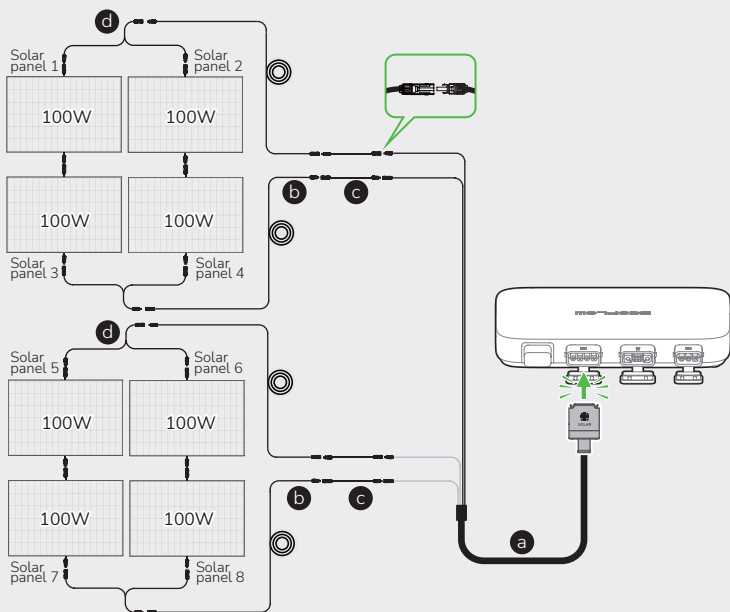 d
Solar
panel 1
Solar
panel 2
100W
100W
100W
100W
b
c
Solar
panel 3
Solar
panel 4
d
Solar
panel 5
Solar
panel 6
100W
100W
SOLAR
100W
100W
b
c
a
Solar
panel 7
Solar
panel 8